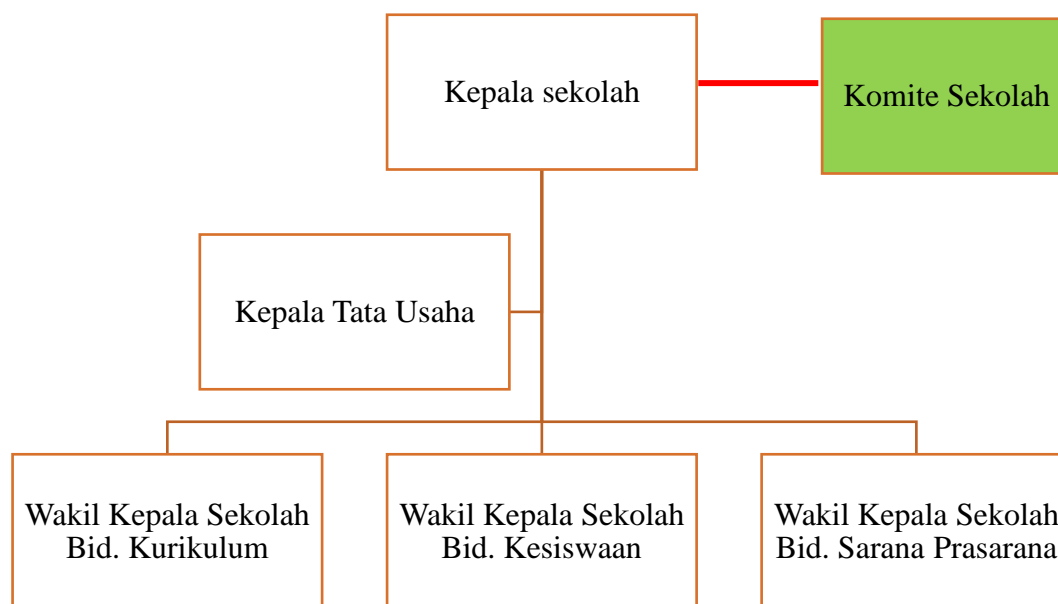 Kepala sekolah
Komite Sekolah
Kepala Tata Usaha
Wakil Kepala Sekolah
Bid. Kurikulum
Wakil Kepala Sekolah
Bid. Kesiswaan
Wakil Kepala Sekolah
Bid. Sarana Prasarana